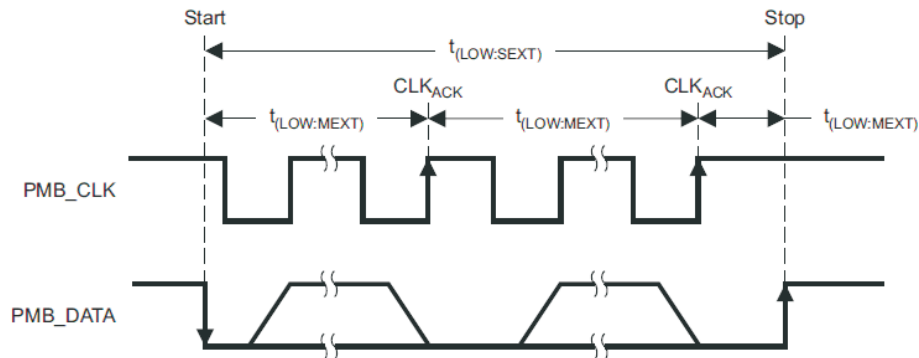 Start Stop
t(LOW:SEXT)
CLKACK CLKACK
t(LOW:MEXT) t(LOW:MEXT) t(LOW:MEXT)
PMB_CLK
PMB_DATA